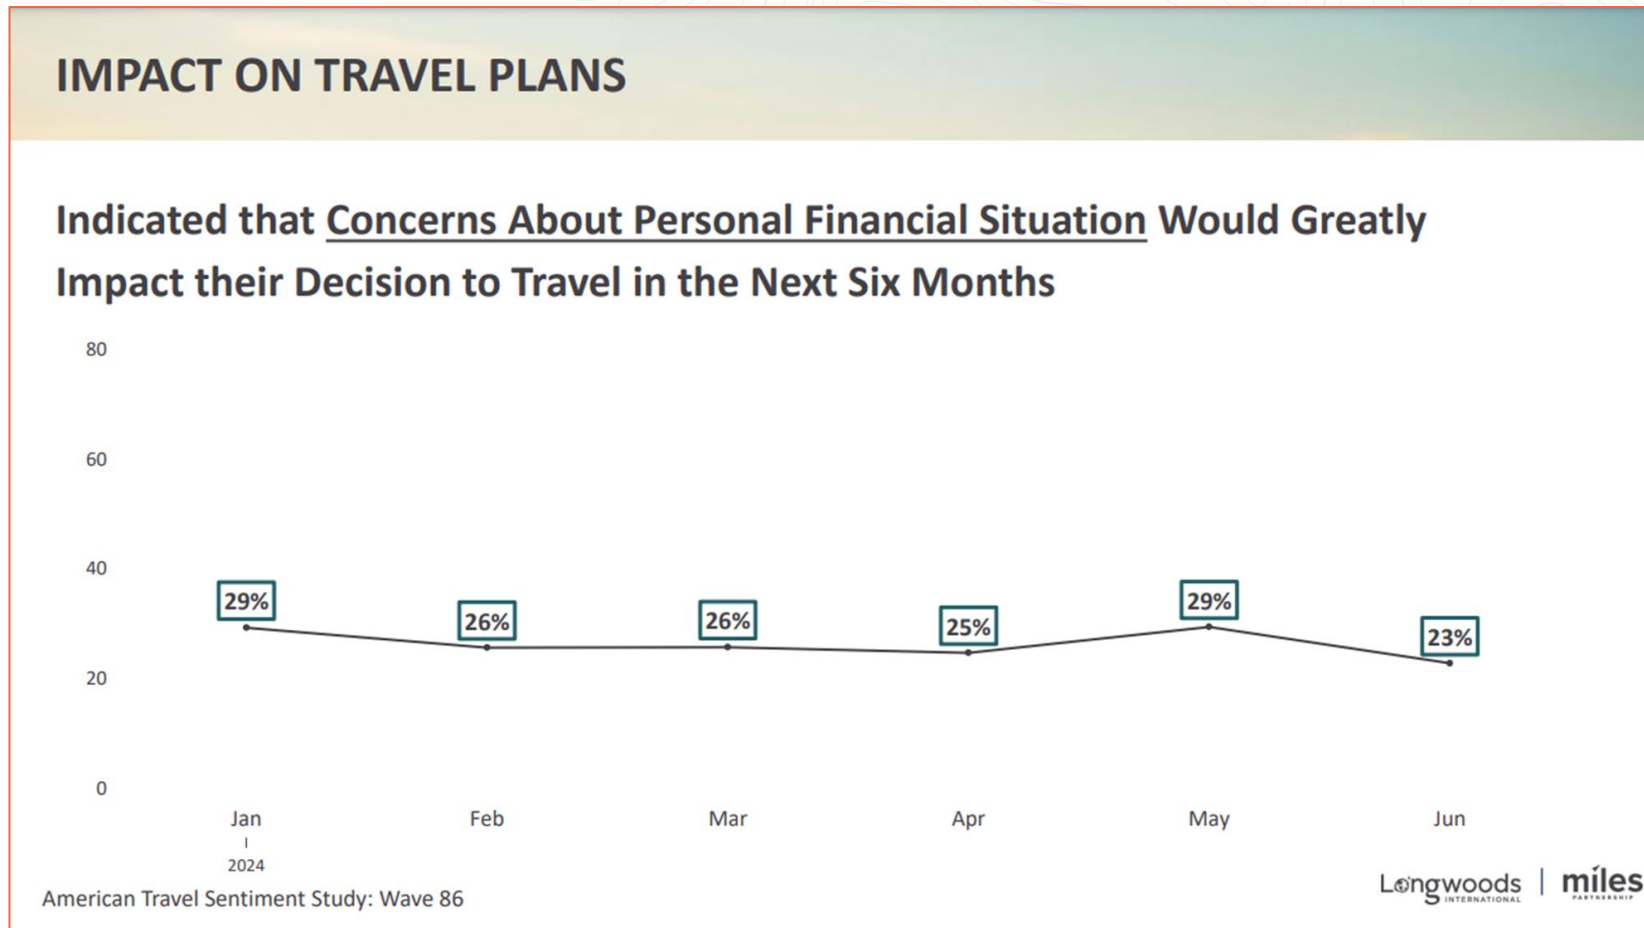 IMPACT ON TRAVEL PLANS
Indicated that Concerns About Personal Financial Situation Would Greatly
Impact their Decision to Travel in the Next Six Months
80
60
40
20
0
29%
26%
26%
25%
29%
23%
Jan
Feb
Mar
Apr
May
Jun
2024
American Travel Sentiment Study: Wave 86
Longwoods
INTERNATIONAL
miles
PARTNERSHIP